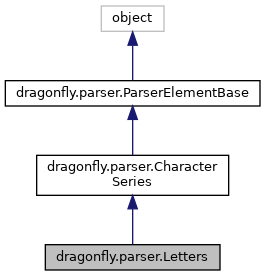 object
dragonfly.parser.ParserElementBase
dragonfly.parser.Character
Series
dragonfly.parser.Letters